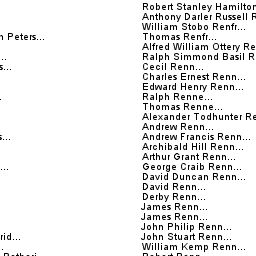 Robert Stanley Hamilton
Anthony Darler Russell
William Stobo Renfr...
Peters... Thomas Renfr...
Alfred William Ottery Re
Ralph Simmond Basil R
Cecil Renn...
Charles Ernest Renn...
Edward Henry Renn...
Ralph Renne...
Thomas Renne...
Alexander Todhunter Re
Andrew Renn...
Andrew Francis Renn...
Archibald Hill Renn...
Arthur Grant Renn...
George Craib Renn...
David Duncan Renn...
David Renn...
Derby Renn...
James Renn...
James Renn...
John Philip Renn...
rid... John Stuart Renn...
William Kemp Renn...